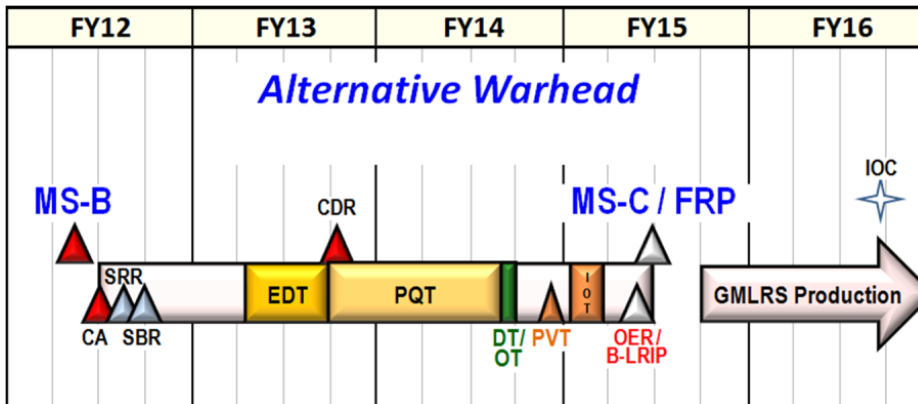 FY12 FY13 FY14 FY15 FY16
Alternative Warhead
MS-B
CDR
MS-C / FRP
IOC
SRR
EDT
PQT
I
O
T
GMLRS Production
CA
SBR
DT/
OT
PVT
OER/
B-LRIP